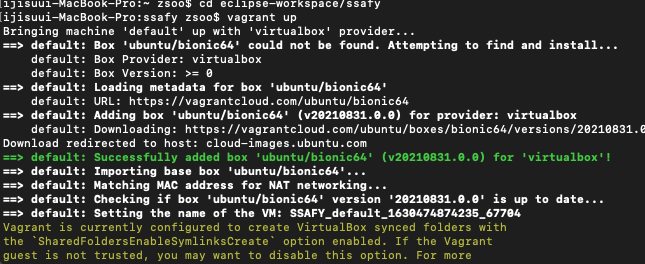 [ijisuui-MacBook-Pro:~ zsoo$ cd eclipse-workspace/ssafy
[ijisuui-MacBook-Pro:ssafy zsoo$ vagrant up
Bringing machine 'default' up with 'virtualbox' provider...
==> default: Box 'ubuntu/bionic64' could not be found. Attempting to find and install...
    default: Box Provider: virtualbox
    default: Box Version: >= 0
==> default: Loading metadata for box 'ubuntu/bionic64'
    default: URL: https://vagrantcloud.com/ubuntu/bionic64
==> default: Adding box 'ubuntu/bionic64' (v20210831.0.0) for provider: virtualbox
    default: Downloading: https://vagrantcloud.com/ubuntu/boxes/bionic64/versions/20210831.0
Download redirected to host: cloud-images.ubuntu.com
==> default: Successfully added box 'ubuntu/bionic64' (v20210831.0.0) for 'virtualbox'!
==> default: Importing base box 'ubuntu/bionic64'...
==> default: Matching MAC address for NAT networking...
==> default: Checking if box 'ubuntu/bionic64' version '20210831.0.0' is up to date...
==> default: Setting the name of the VM: SSAFY_default_1630474874235_67704
Vagrant is currently configured to create VirtualBox synced folders with
the `SharedFoldersEnableSymlinksCreate` option enabled. If the Vagrant
guest is not trusted, you may want to disable this option. For more